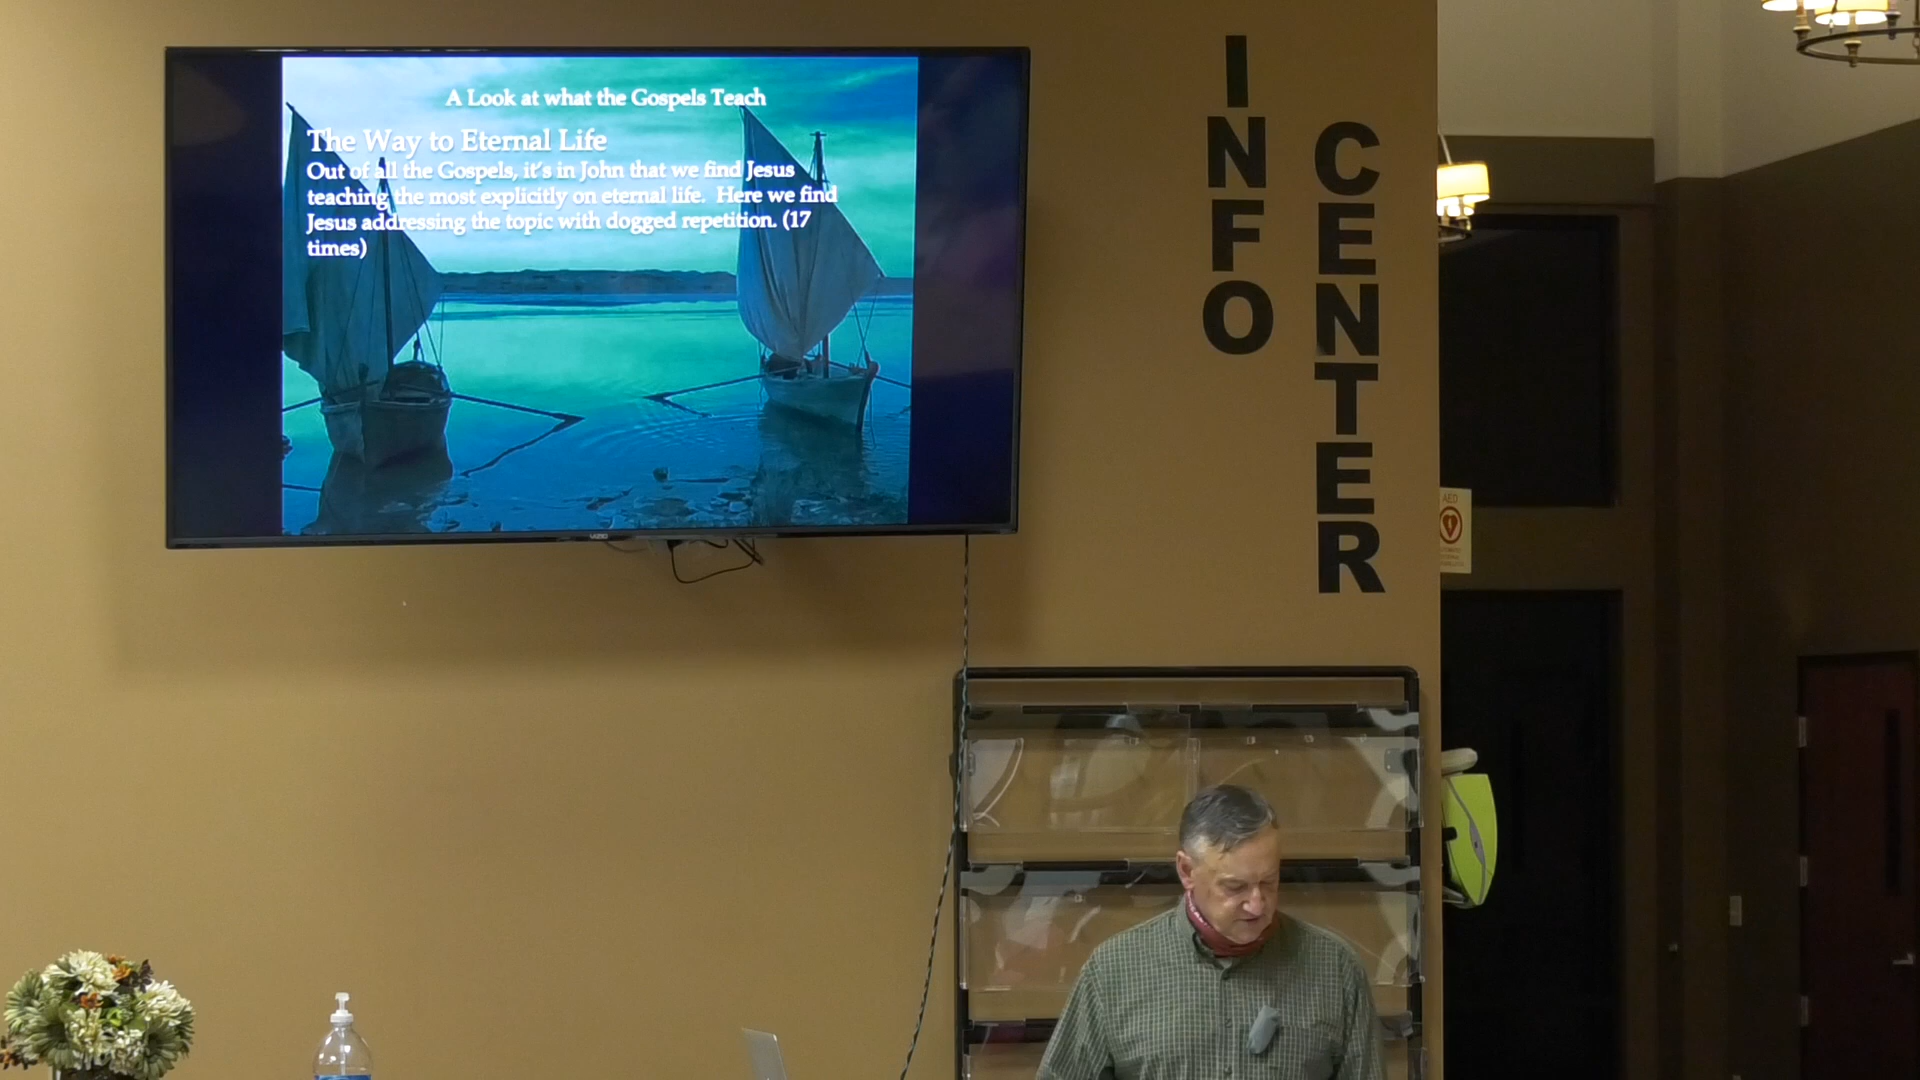 A Look at what the Gospels Teach
The Way to Eternal Life
Out of all the Gospels, it's in John that we find Jesus
teaching the most explicitly on eternal life.  Here we find
Jesus addressing the topic with dogged repetition. (17
times)
VIZIO
INFO
CENTER
AED